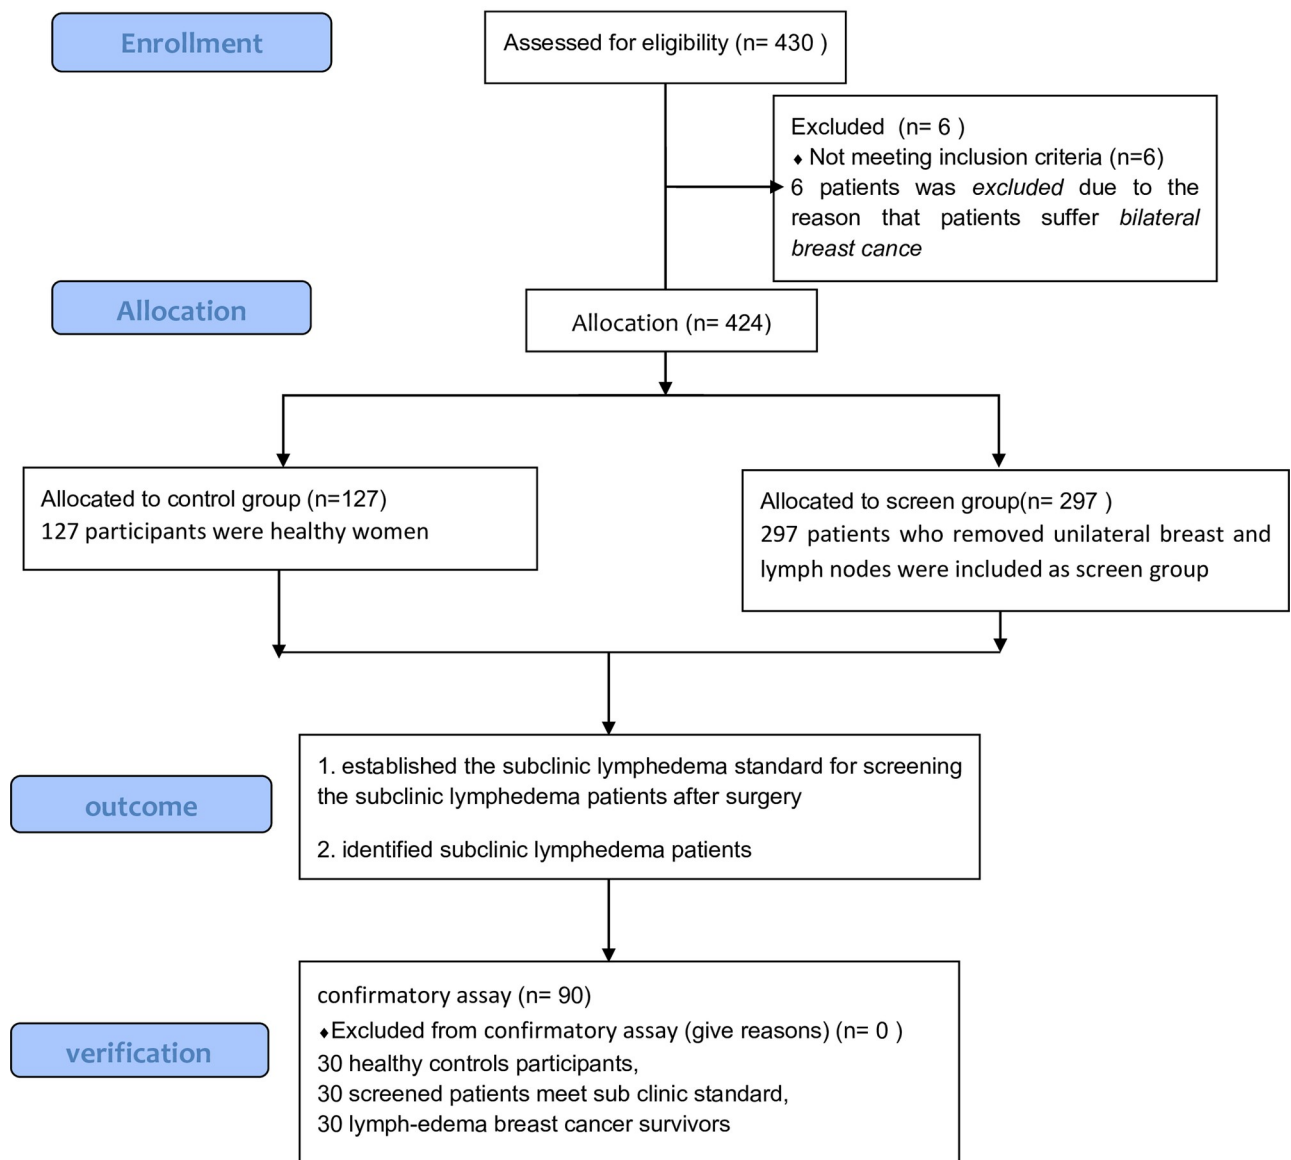 Enrollment
Assessed for eligibility (n= 430 )
Excluded  (n= 6 )
♦ Not meeting inclusion criteria (n=6)
6 patients was excluded due to the
reason that patients suffer bilateral
breast cance
Allocation
Allocation (n= 424)
Allocated to control group (n=127)
127 participants were healthy women
Allocated to screen group(n= 297 )
297 patients who removed unilateral breast and
lymph nodes were included as screen group
outcome
1. established the subclinic lymphedema standard for screening
the subclinic lymphedema patients after surgery
2. identified subclinic lymphedema patients
verification
confirmatory assay (n= 90)
♦Excluded from confirmatory assay (give reasons) (n= 0 )
30 healthy controls participants,
30 screened patients meet sub clinic standard,
30 lymph-edema breast cancer survivors